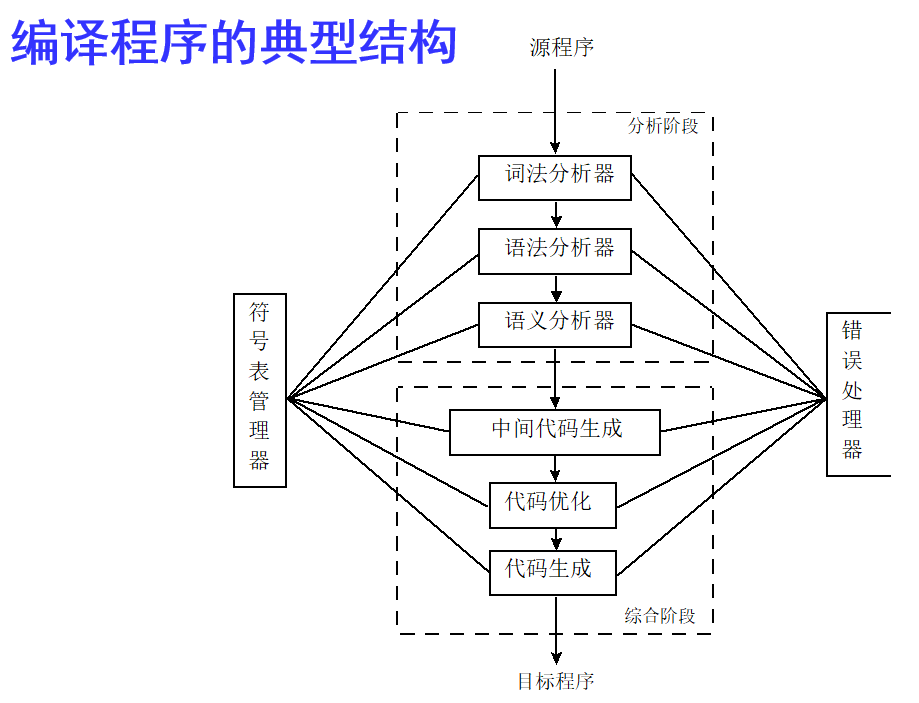 编译程序的典型结构
源程序
分析阶段
词法分析器
语法分析器
语义分析器
符号表管理器
错误处理器
中间代码生成
代码优化
代码生成
综合阶段
目标程序